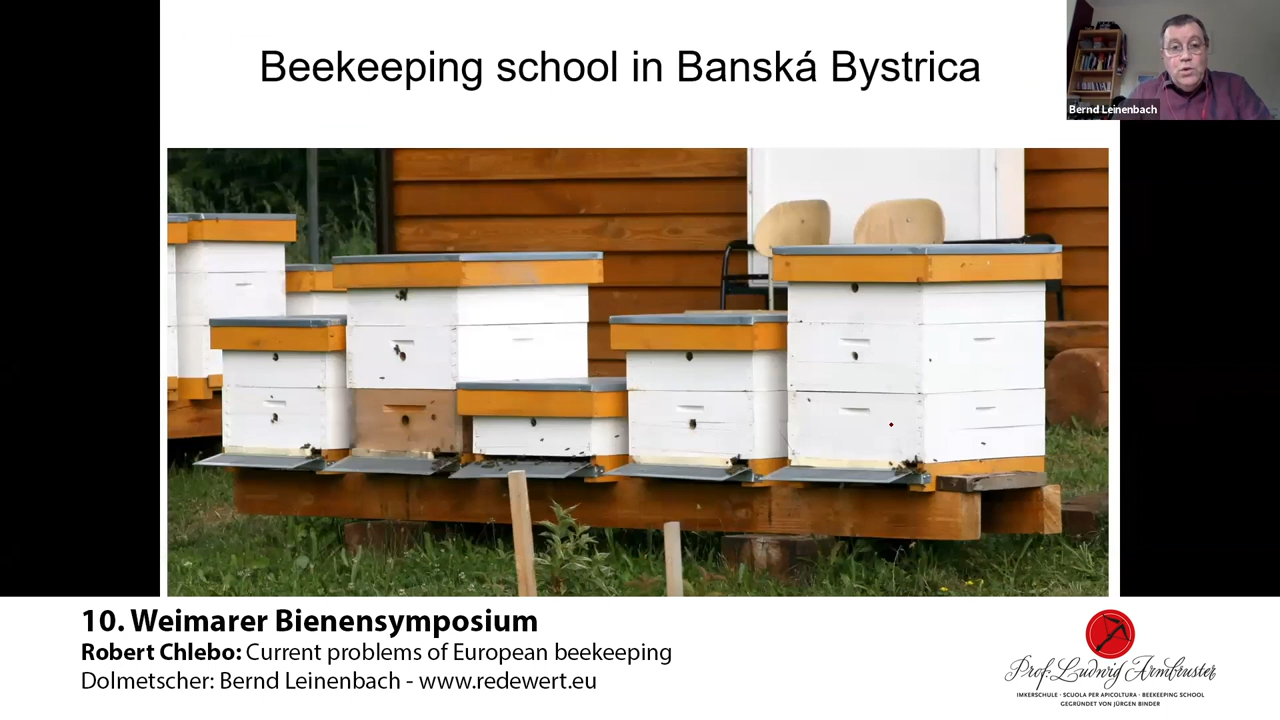 Beekeeping school in Banská Bystrica
Bernd Leinenbach
10. Weimarer Bienensymposium
Robert Chlebo: Current problems of European beekeeping
Dolmetscher: Bernd Leinenbach - www.redewert.eu
Prof. Ludwig Armbruster
IMKERSCHULE · SCUOLA PER APICOLTURA · BEEKEEPING SCHOOL
GEGRÜNDET VON JÜRGEN BINDER